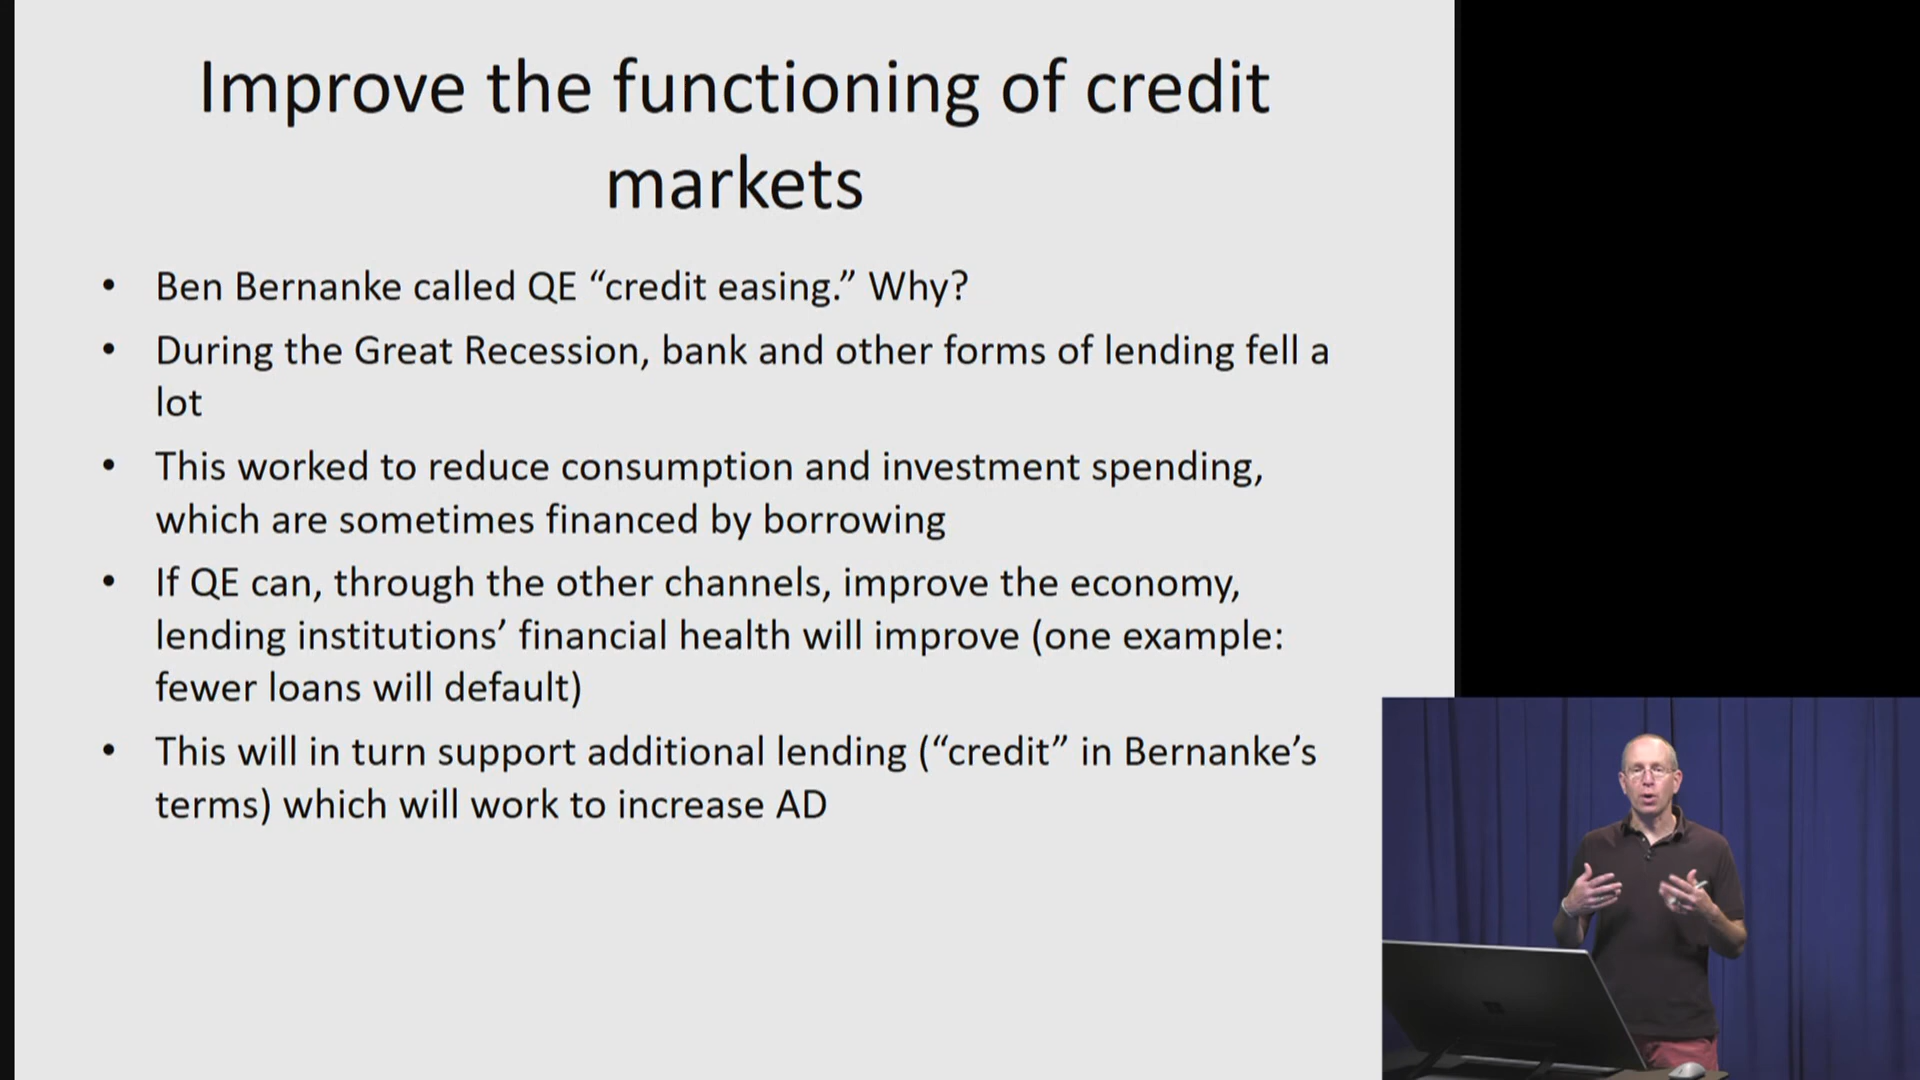 Improve the functioning of credit
markets
• Ben Bernanke called QE “credit easing.” Why?
• During the Great Recession, bank and other forms of lending fell a
lot
• This worked to reduce consumption and investment spending,
which are sometimes financed by borrowing
• If QE can, through the other channels, improve the economy,
lending institutions’ financial health will improve (one example:
fewer loans will default)
• This will in turn support additional lending (“credit” in Bernanke’s
terms) which will work to increase AD